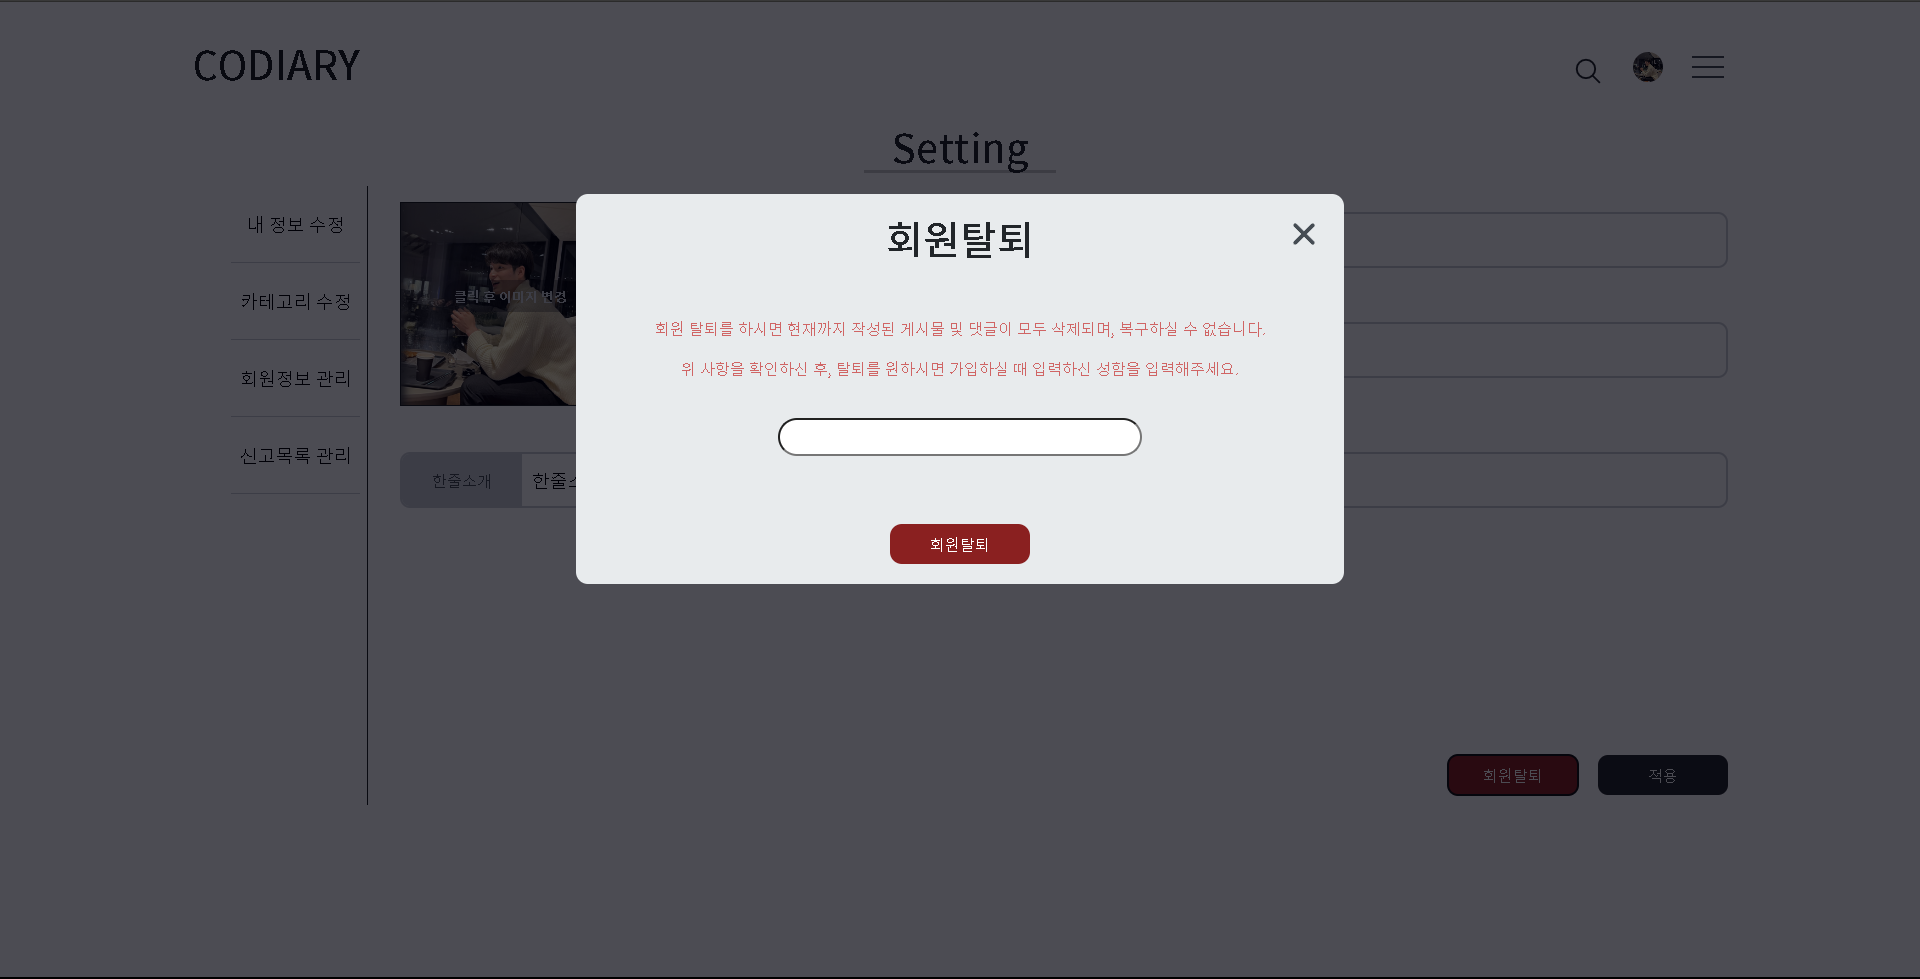 CODIARY
Setting
내 정보 수정
카테고리 수정
회원정보 관리
신고목록 관리
클릭 후 이미지 변경
한줄소개
한줄
회원탈퇴
회원 탈퇴를 하시면 현재까지 작성된 게시물 및 댓글이 모두 삭제되며, 복구하실 수 없습니다.
위 사항을 확인하신 후, 탈퇴를 원하시면 가입하실 때 입력하신 성함을 입력해주세요.
회원탈퇴
회원탈퇴
적용